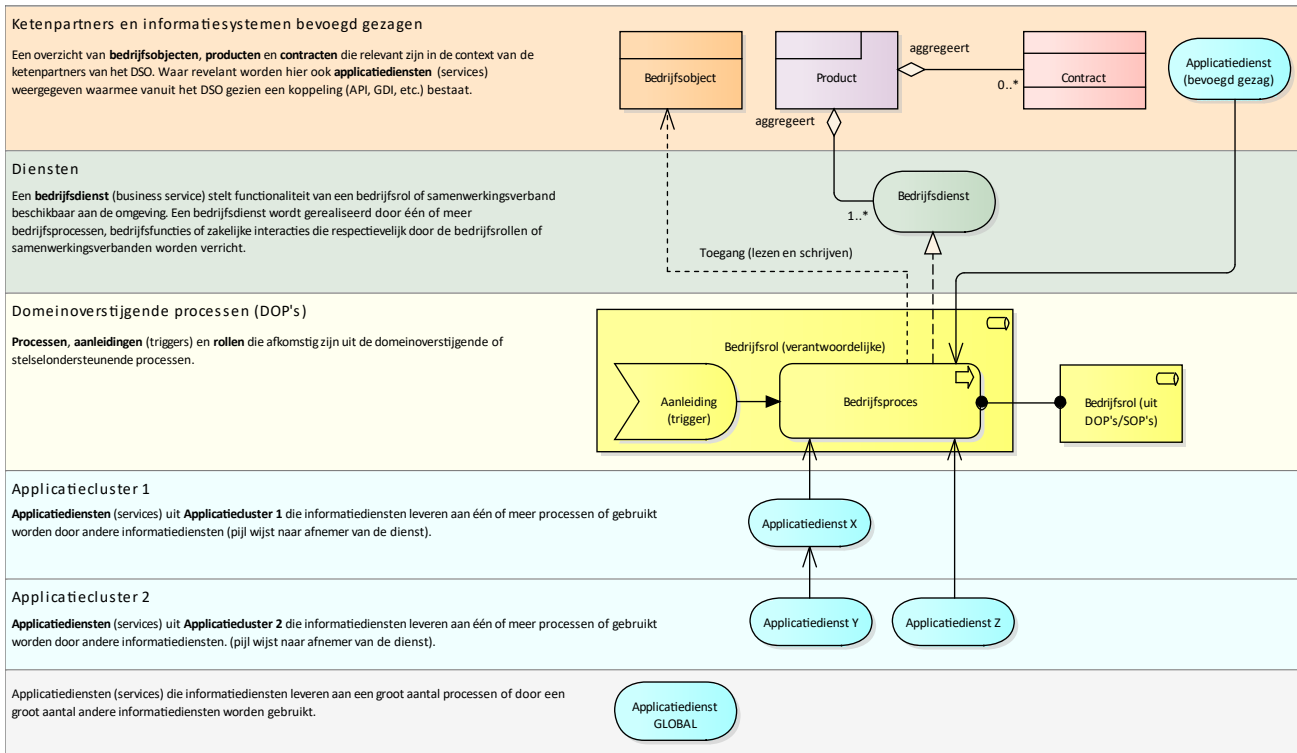 Ketenpartners en informatiesystemen bevoegd gezagen
Een overzicht van bedrijfsobjecten, producten en contracten die relevant zijn in de context van de
ketenpartners van het DSO. Waar revelant worden hier ook applicatiediensten (services)
weergegeven waarmee vanuit het DSO gezien een koppeling (API, GDI, etc.) bestaat.
Bedrijfsobject
Product
aggregeert
0..*
Contract
Applicatiedienst
(bevoegd gezag)
aggregeert
Diensten
Een bedrijfsdienst (business service) stelt functionaliteit van een bedrijfsrol of samenwerkingsverband
beschikbaar aan de omgeving. Een bedrijfsdienst wordt gerealiseerd door één of meer
bedrijfsprocessen, bedrijfsfuncties of zakelijke interacties die respectievelijk door de bedrijfsrollen of
samenwerkingsverbanden worden verricht.
Bedrijfsdienst
1..*
Toegang (lezen en schrijven)
Domeinoverstijgende processen (DOP's)
Processen, aanleidingen (triggers) en rollen die afkomstig zijn uit de domeinoverstijgende of
stelselondersteunende processen.
Bedrijfsrol (verantwoordelijke)
Aanleiding
(trigger)
Bedrijfsproces
Bedrijfsrol (uit
DOP's/SOP's)
Applicatiecluster 1
Applicatiediensten (services) uit Applicatiecluster 1 die informatiediensten leveren aan één of meer processen of gebruikt
worden door andere informatiediensten (pijl wijst naar afnemer van de dienst).
Applicatiedienst X
Applicatiecluster 2
Applicatiediensten (services) uit Applicatiecluster 2 die informatiediensten leveren aan één of meer processen of gebruikt
worden door andere informatiediensten. (pijl wijst naar afnemer van de dienst).
Applicatiedienst Y
Applicatiedienst Z
Applicatiediensten (services) die informatiediensten leveren aan een groot aantal processen of door een
groot aantal andere informatiediensten worden gebruikt.
Applicatiedienst
GLOBAL